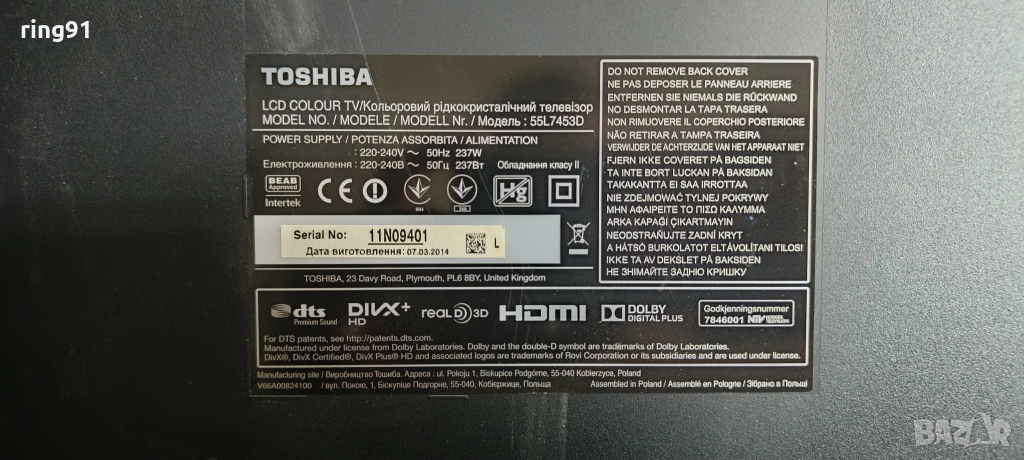 ring91
TOSHIBA
LCD COLOUR TV/Кольоровий рідкокристалічний телевізор
MODEL NO. / MODELE / MODELL Nr. / Модель : 55L7453D
POWER SUPPLY / POTENZA ASSORBITA / ALIMENTATION
: 220-240V ~ 50Hz 237W
Електроживлення : 220-240В ~ 50Гц 237Вт Обладнання класу II
BEAB
Approved
Intertek
Hg
Serial No: 11N09401
Дата виготовлення: 07.03.2014
L
TOSHIBA, 23 Davy Road, Plymouth, PL6 8BY, United Kingdom
DO NOT REMOVE BACK COVER
NE PAS DEPOSER LE PANNEAU ARRIERE
ENTFERNEN SIE NIEMALS DIE RÜCKWAND
NO DESMONTAR LA TAPA TRASERA
NON RIMUOVERE IL COPERCHIO POSTERIORE
NÃO RETIRAR A TAMPA TRASEIRA
VERWIJDER DE ACHTERZIJDE VAN HET APPARAAT NIET
FJERN IKKE COVERET PÅ BAGSIDEN
TA INTE BORT LUCKAN PÅ BAKSIDAN
TAKAKANTTA EI SAA IRROTTAA
NIE ZDEJMOWAĆ TYLNEJ POKRYWY
ΜΗΝ ΑΦΑΙΡΕΙΤΕ ΤΟ ΠΙΣΩ ΚΑΛΥΜΜΑ
ARKA KAPAĞI ÇIKARTMAYIN
NEODSTRAŇUJTE ZADNÍ KRYT
A HÁTSÓ BURKOLATOT ELTÁVOLÍTANI TILOS!
IKKE TA AV DEKSLET PÅ BAKSIDEN
НЕ ЗНІМАЙТЕ ЗАДНЮ КРИШКУ
dts
Premium Sound
DIVX+
HD
REAL D 3D
HDMI
DOLBY
DIGITAL PLUS
Godkjenningsnummer
7846001 NTV
For DTS patents, see http://patents.dts.com.
Manufactured under license from Dolby Laboratories. Dolby and the double-D symbol are trademarks of Dolby Laboratories.
DivX®, DivX Certified®, DivX Plus® HD and associated logos are trademarks of Rovi Corporation or its subsidiaries and are used under license.
Manufacturing site / Виробництво Тошиба. Адреса : ul. Pokoju 1, Biskupice Podgórne, 55-040 Kobierzyce, Poland
V66A00824100 / вул. Покою, 1, Біскупіце Подгорне, 55-040, Кобєржице, Польща
Assembled in Poland / Assemblé en Pologne / Зібрано в Польщі
BAZAR